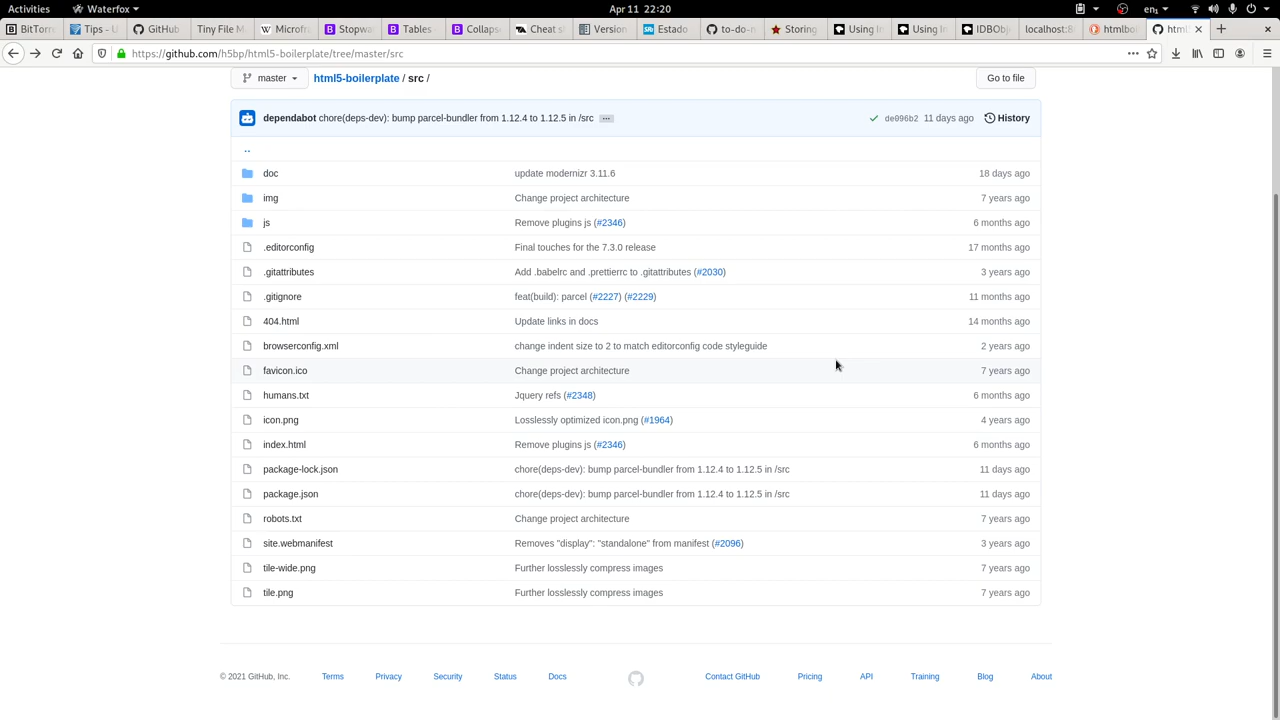 Activities Waterfox Apr 11 22:20 en1
BitTorr Tips - U GitHub Tiny File M Microfr Stopwa Tables Collaps Cheat s Version Estado to-do-n Storing Using In Using In IDBObj localhost:8 htmlboi html
https://github.com/h5bp/html5-boilerplate/tree/master/src
master html5-boilerplate / src / Go to file
dependabot chore(deps-dev): bump parcel-bundler from 1.12.4 to 1.12.5 in /src ... de096b2 11 days ago History
..
doc update modernizr 3.11.6 18 days ago
img Change project architecture 7 years ago
js Remove plugins js (#2346) 6 months ago
.editorconfig Final touches for the 7.3.0 release 17 months ago
.gitattributes Add .babelrc and .prettierrc to .gitattributes (#2030) 3 years ago
.gitignore feat(build): parcel (#2227) (#2229) 11 months ago
404.html Update links in docs 14 months ago
browserconfig.xml change indent size to 2 to match editorconfig code styleguide 2 years ago
favicon.ico Change project architecture 7 years ago
humans.txt Jquery refs (#2348) 6 months ago
icon.png Losslessly optimized icon.png (#1964) 4 years ago
index.html Remove plugins js (#2346) 6 months ago
package-lock.json chore(deps-dev): bump parcel-bundler from 1.12.4 to 1.12.5 in /src 11 days ago
package.json chore(deps-dev): bump parcel-bundler from 1.12.4 to 1.12.5 in /src 11 days ago
robots.txt Change project architecture 7 years ago
site.webmanifest Removes "display": "standalone" from manifest (#2096) 3 years ago
tile-wide.png Further losslessly compress images 7 years ago
tile.png Further losslessly compress images 7 years ago
© 2021 GitHub, Inc. Terms Privacy Security Status Docs Contact GitHub Pricing API Training Blog About